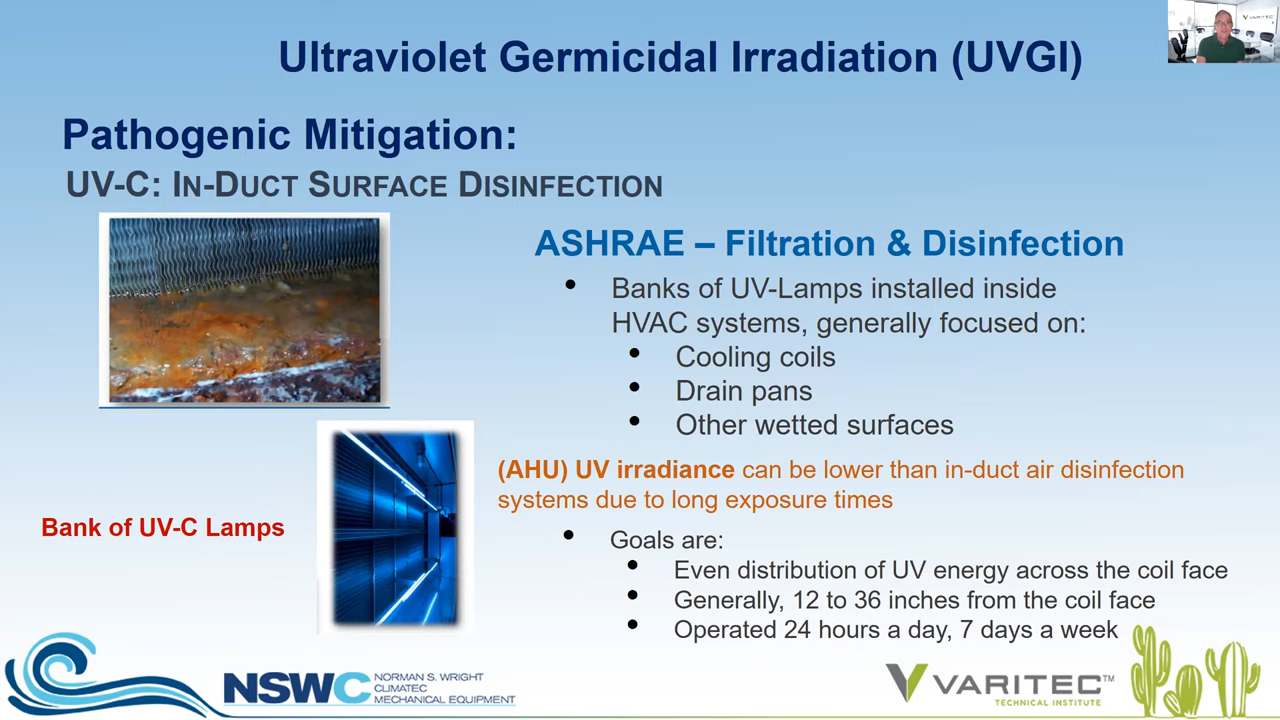 Ultraviolet Germicidal Irradiation (UVGI)
VARITEC
Pathogenic Mitigation:
UV-C: IN-DUCT SURFACE DISINFECTION
ASHRAE – Filtration & Disinfection
• Banks of UV-Lamps installed inside
HVAC systems, generally focused on:
• Cooling coils
• Drain pans
• Other wetted surfaces
(AHU) UV irradiance can be lower than in-duct air disinfection
systems due to long exposure times
Bank of UV-C Lamps
• Goals are:
• Even distribution of UV energy across the coil face
• Generally, 12 to 36 inches from the coil face
• Operated 24 hours a day, 7 days a week
NSWC
NORMAN S. WRIGHT
CLIMATEC
MECHANICAL EQUIPMENT
VARITEC™
TECHNICAL INSTITUTE